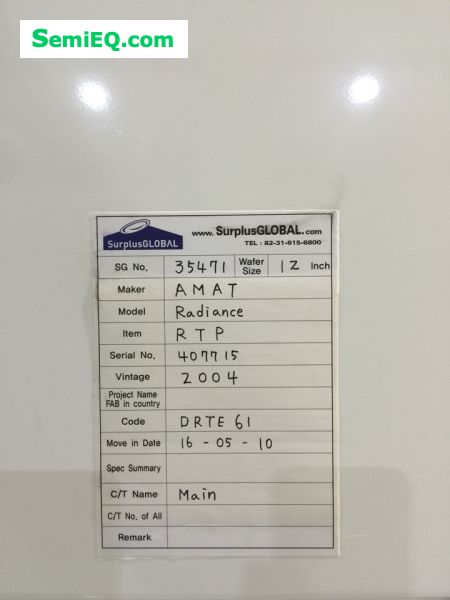 SemiEQ.com
SurplusGLOBAL
www.SurplusGLOBAL.com
TEL : 82-31-615-6800
SG No. 35471 Wafer Size 12 Inch
Maker AMAT
Model Radiance
Item RTP
Serial No. 407715
Vintage 2004
Project Name
FAB in country
Code DRTE 61
Move in Date 16 - 05 - 10
Spec Summary
C/T Name Main
C/T No. of All
Remark